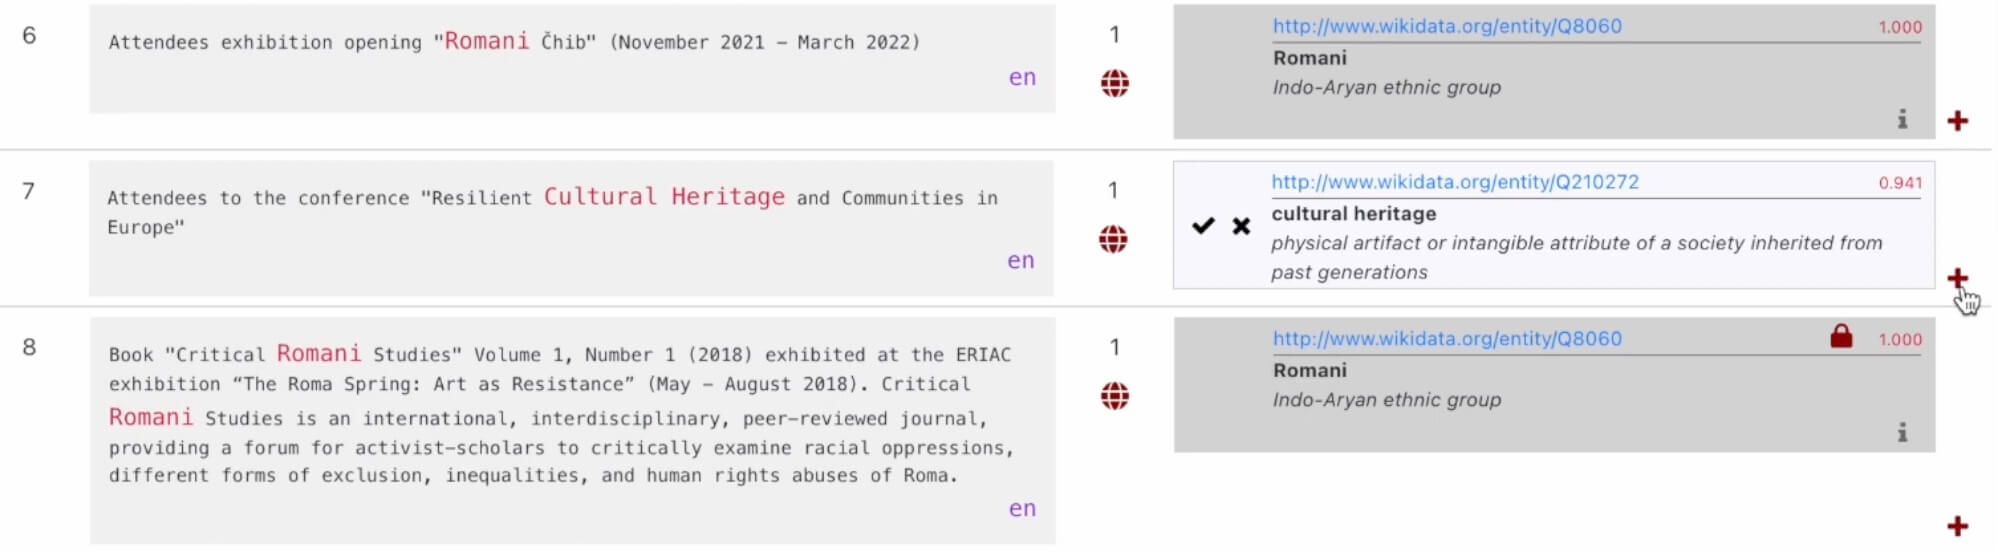 6
Attendees exhibition opening "Romani Čhib" (November 2021 – March 2022)
en
1
http://www.wikidata.org/entity/Q8060 1.000
Romani
Indo-Aryan ethnic group
7
Attendees to the conference "Resilient Cultural Heritage and Communities in
Europe"
en
1
http://www.wikidata.org/entity/Q210272 0.941
cultural heritage
physical artifact or intangible attribute of a society inherited from
past generations
8
Book "Critical Romani Studies" Volume 1, Number 1 (2018) exhibited at the ERIAC
exhibition “The Roma Spring: Art as Resistance” (May – August 2018). Critical
Romani Studies is an international, interdisciplinary, peer–reviewed journal,
providing a forum for activist–scholars to critically examine racial oppressions,
different forms of exclusion, inequalities, and human rights abuses of Roma.
en
1
http://www.wikidata.org/entity/Q8060 1.000
Romani
Indo-Aryan ethnic group